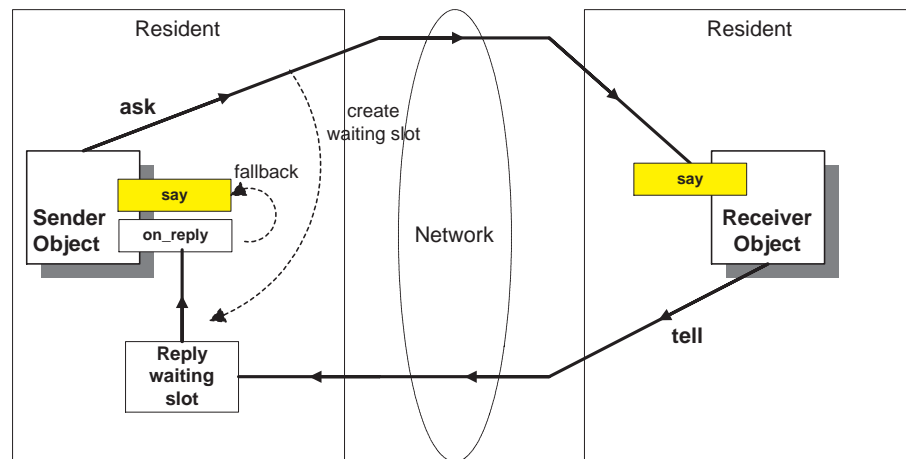 Resident
Resident
ask
create
waiting slot
fallback
say
say
Sender
Object
on_reply
Network
Receiver
Object
tell
Reply
waiting
slot